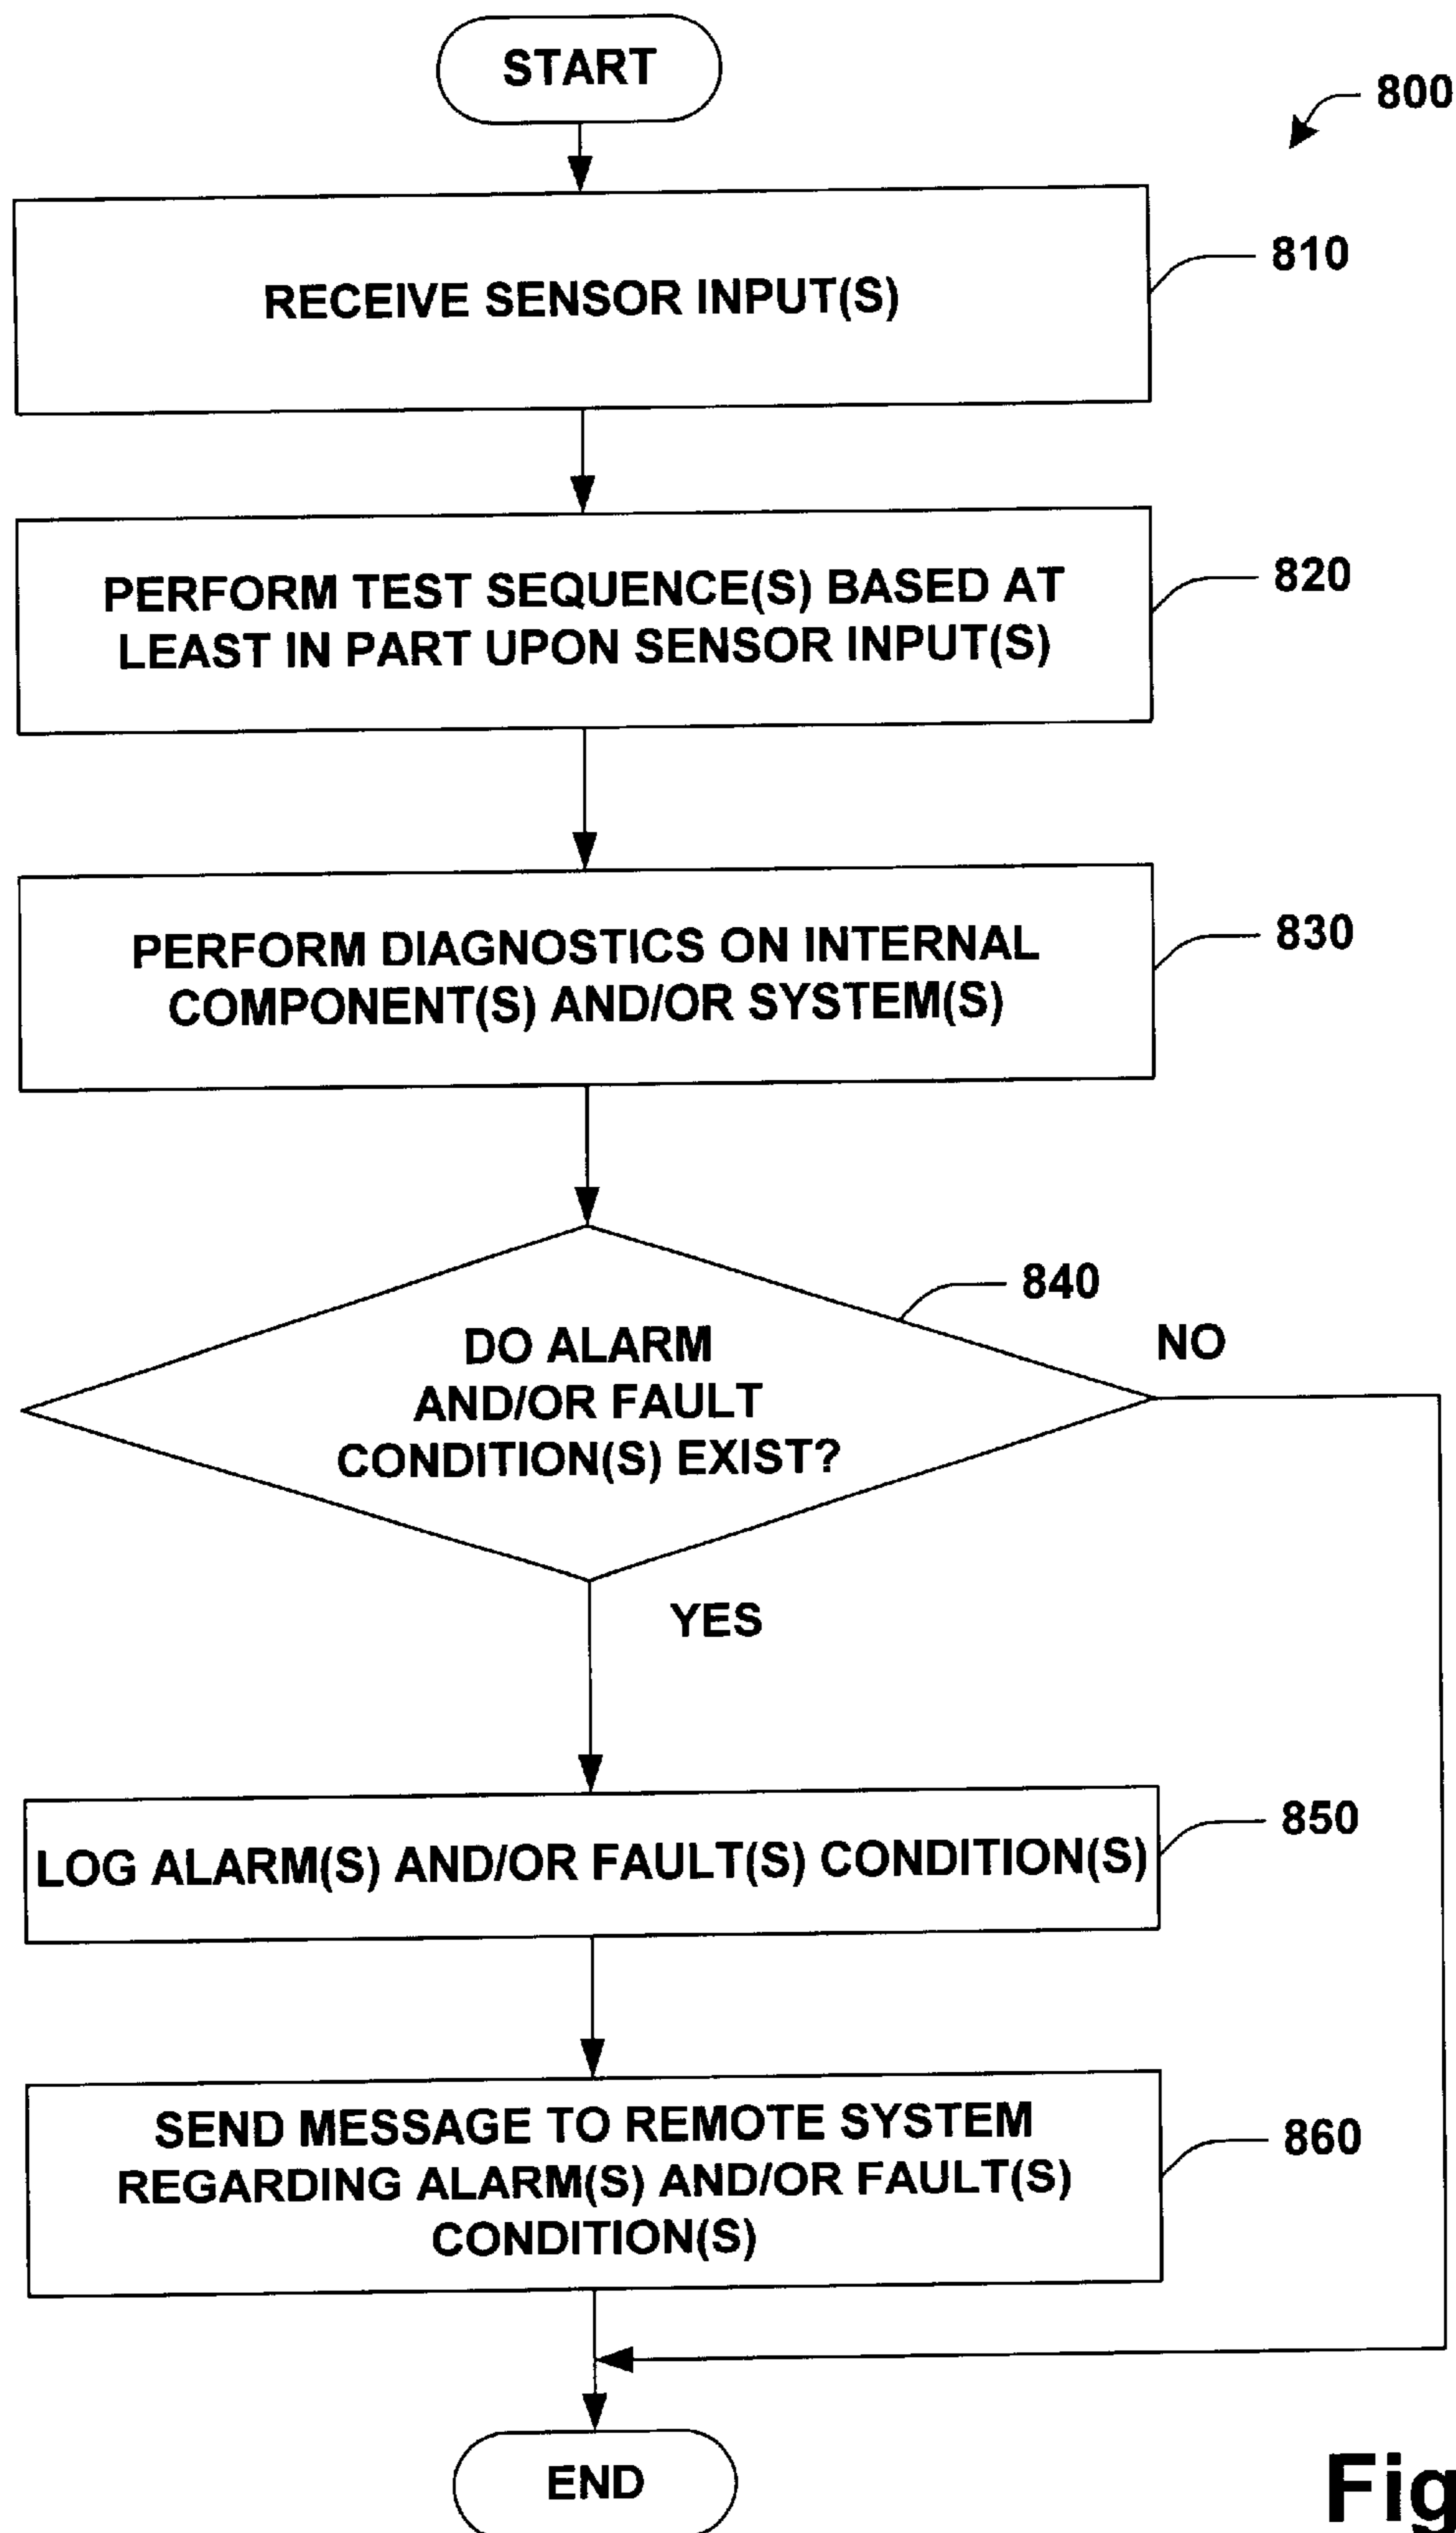 START
800
RECEIVE SENSOR INPUT(S)
810
PERFORM TEST SEQUENCE(S) BASED AT
LEAST IN PART UPON SENSOR INPUT(S)
820
PERFORM DIAGNOSTICS ON INTERNAL
COMPONENT(S) AND/OR SYSTEM(S)
830
DO ALARM
AND/OR FAULT
CONDITION(S) EXIST?
840
NO
YES
LOG ALARM(S) AND/OR FAULT(S) CONDITION(S)
850
SEND MESSAGE TO REMOTE SYSTEM
REGARDING ALARM(S) AND/OR FAULT(S)
CONDITION(S)
860
END
Fig